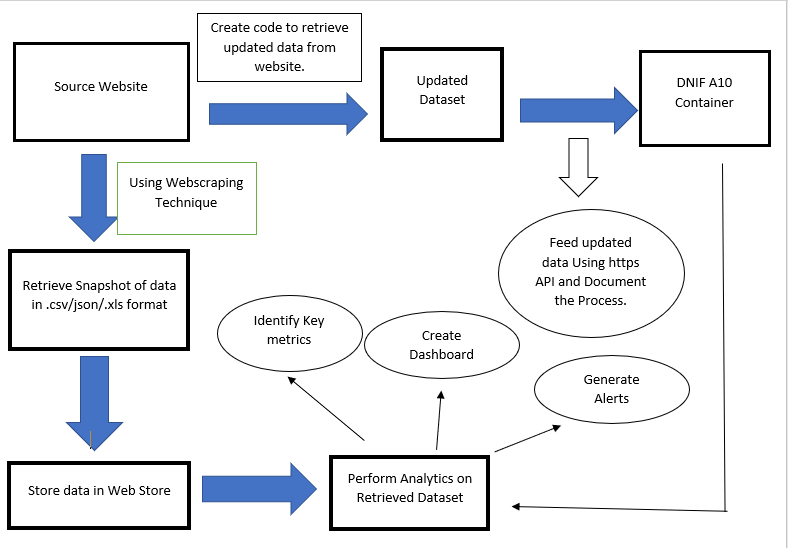 Create code to retrieve
updated data from
website.
Source Website
Updated
Dataset
DNIF A10
Container
Using Webscraping
Technique
Feed updated
data Using https
API and Document
the Process.
Retrieve Snapshot of data
in .csv/json/.xls format
Identify Key
metrics
Create
Dashboard
Generate
Alerts
Store data in Web Store
Perform Analytics on
Retrieved Dataset